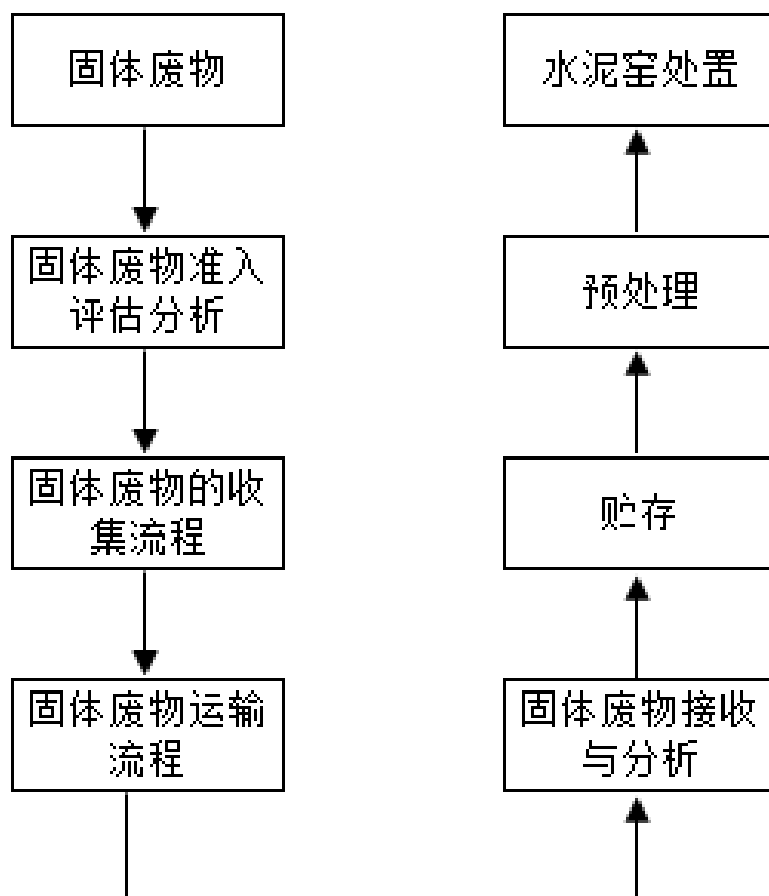 固体废物
固体废物准入
评估分析
固体废物的收
集流程
固体废物运输
流程
固体废物接收
与分析
贮存
预处理
水泥窑处置